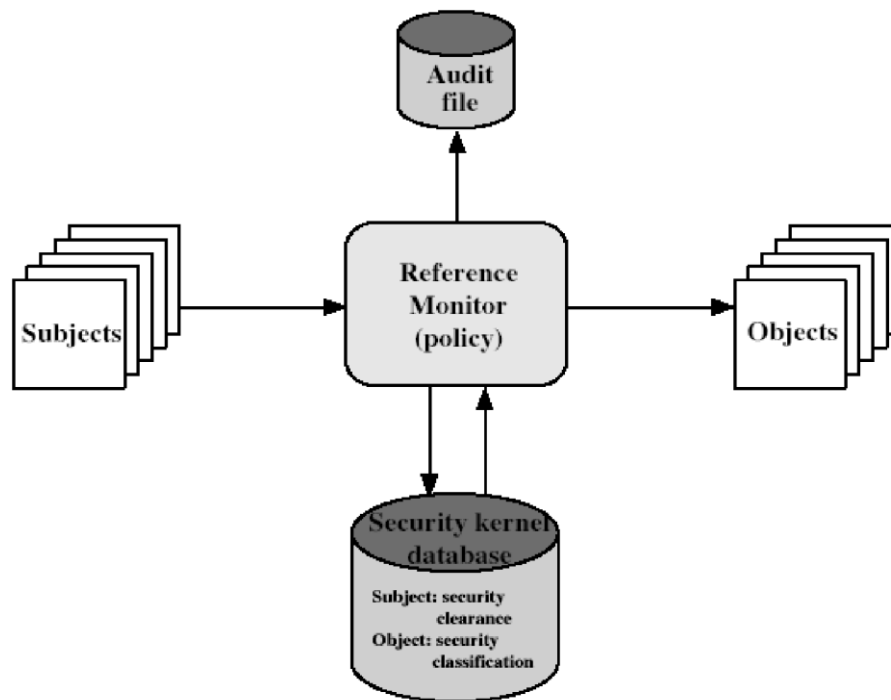 Audit
file
Reference
Monitor
(policy)
Subjects
Objects
Security kernel
database
Subject: security
clearance
Object: security
classification